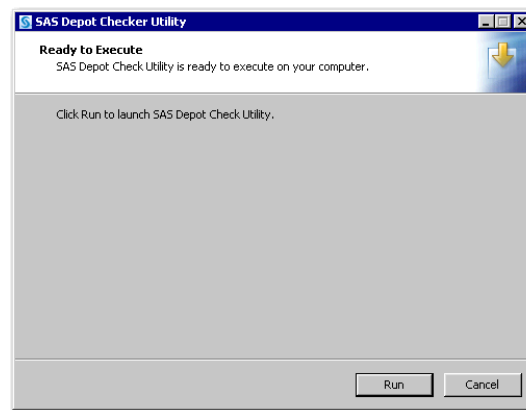 SAS Depot Checker Utility
Ready to Execute
SAS Depot Check Utility is ready to execute on your computer.
Click Run to launch SAS Depot Check Utility.
Run
Cancel